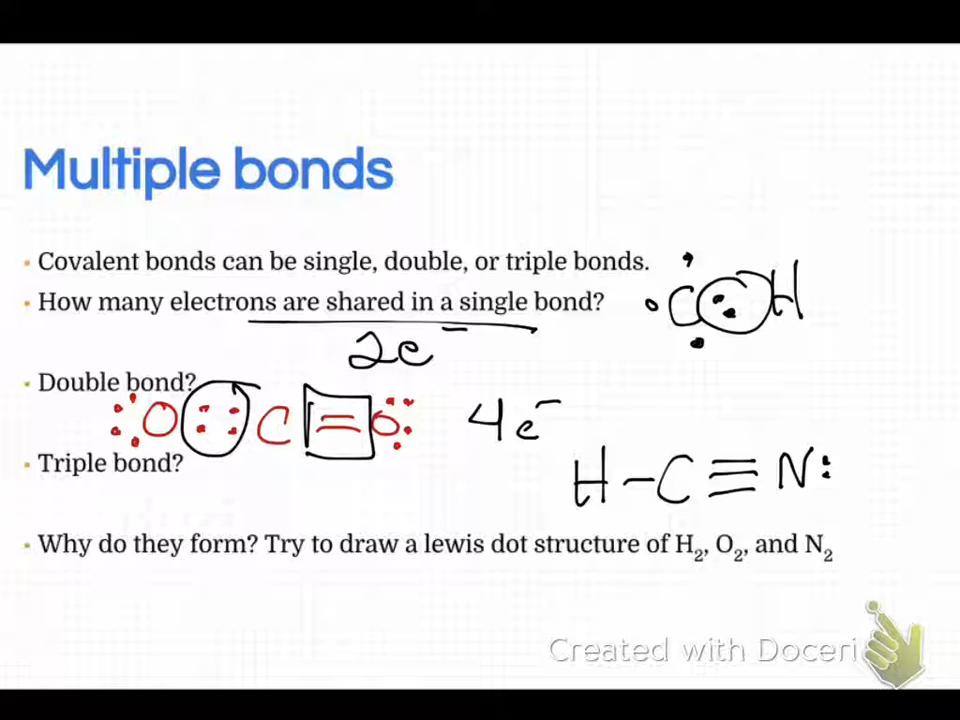 Multiple bonds
Covalent bonds can be single, double, or triple bonds.
C : H
How many electrons are shared in a single bond?
2e⁻
Double bond?
O :: C = O
4e⁻
Triple bond?
H - C ≡ N:
Why do they form? Try to draw a lewis dot structure of H₂, O₂, and N₂
Created with Doceri